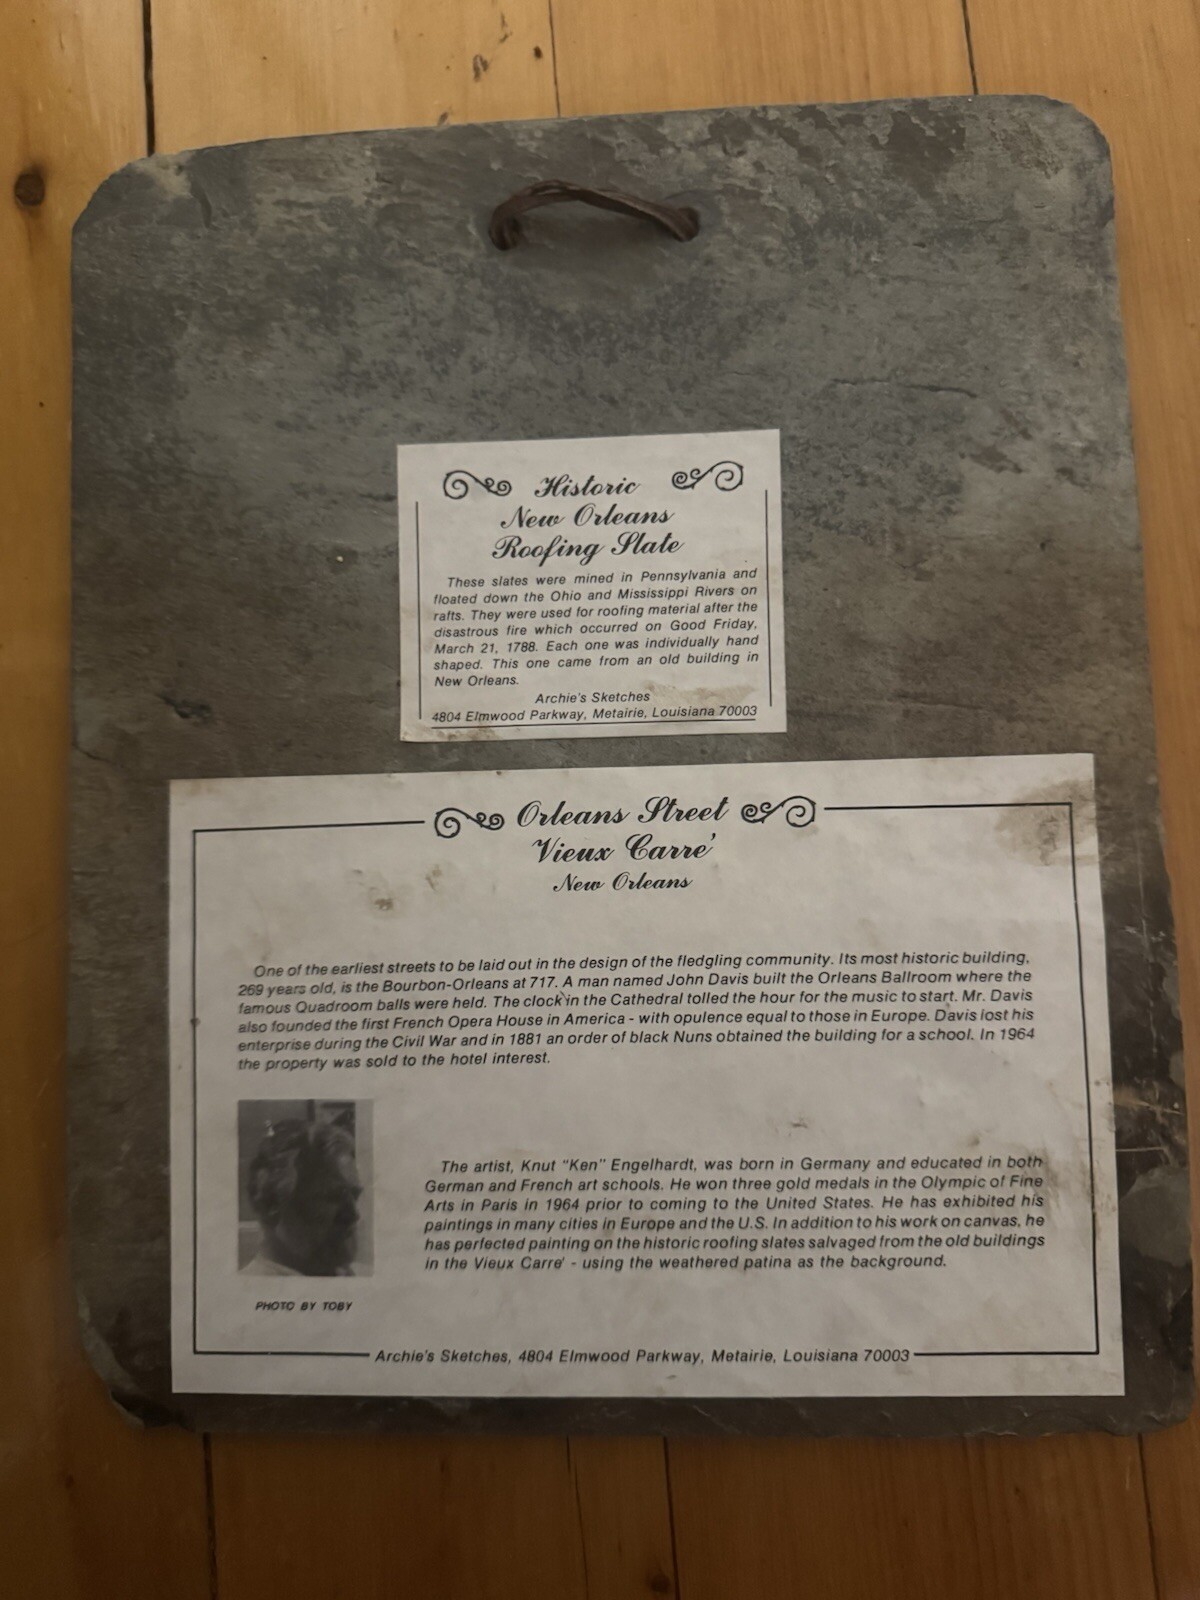 Historic
New Orleans
Roofing Slate
These slates were mined in Pennsylvania and
floated down the Ohio and Mississippi Rivers on
rafts. They were used for roofing material after the
disastrous fire which occurred on Good Friday,
March 21, 1788. Each one was individually hand
shaped. This one came from an old building in
New Orleans.
Archie's Sketches
4804 Elmwood Parkway, Metairie, Louisiana 70003
Orleans Street
Vieux Carre'
New Orleans
One of the earliest streets to be laid out in the design of the fledgling community. Its most historic building,
269 years old, is the Bourbon-Orleans at 717. A man named John Davis built the Orleans Ballroom where the
famous Quadroom balls were held. The clock in the Cathedral tolled the hour for the music to start. Mr. Davis
also founded the first French Opera House in America - with opulence equal to those in Europe. Davis lost his
enterprise during the Civil War and in 1881 an order of black Nuns obtained the building for a school. In 1964
the property was sold to the hotel interest.
The artist, Knut "Ken" Engelhardt, was born in Germany and educated in both
German and French art schools. He won three gold medals in the Olympic of Fine
Arts in Paris in 1964 prior to coming to the United States. He has exhibited his
paintings in many cities in Europe and the U.S. In addition to his work on canvas, he
has perfected painting on the historic roofing slates salvaged from the old buildings
in the Vieux Carre' - using the weathered patina as the background.
PHOTO BY TOBY
Archie's Sketches, 4804 Elmwood Parkway, Metairie, Louisiana 70003